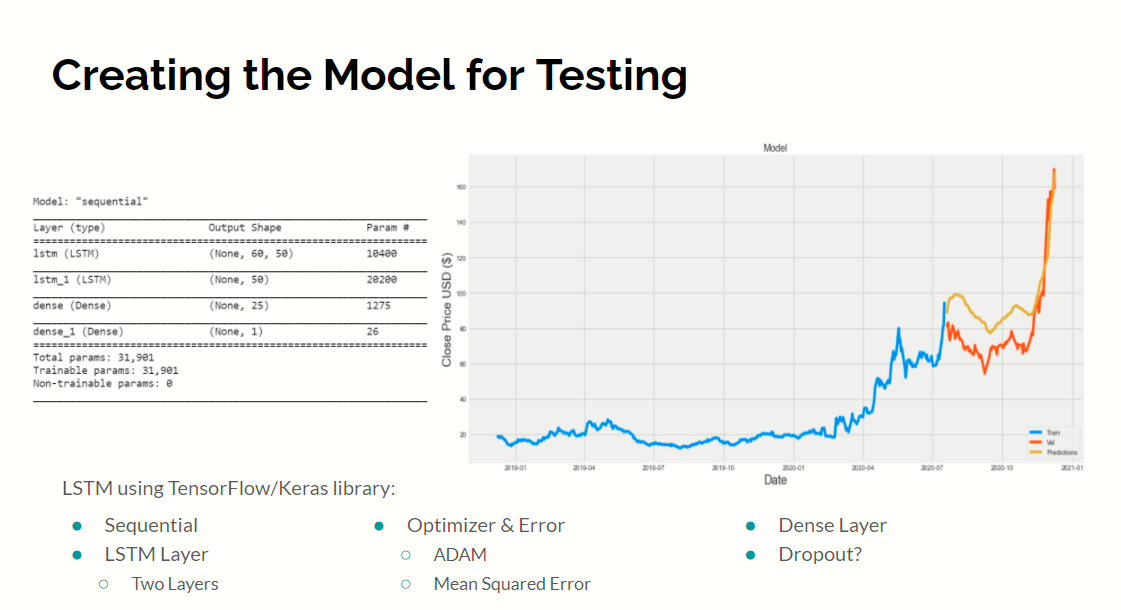 Creating the Model for Testing
Model: "sequential"
Layer (type) Output Shape Param #
lstm (LSTM) (None, 60, 50) 10400
lstm_1 (LSTM) (None, 50) 20200
dense (Dense) (None, 25) 1275
dense_1 (Dense) (None, 1) 26
Total params: 31,901
Trainable params: 31,901
Non-trainable params: 0
Model
Close Price USD ($)
160
140
120
100
80
60
40
20
2019-01 2019-04 2019-07 2019-10 2020-01 2020-04 2020-07 2020-10 2021-01
Date
Train
Val
Predictions
LSTM using TensorFlow/Keras library:
● Sequential
● LSTM Layer
○ Two Layers
● Optimizer & Error
○ ADAM
○ Mean Squared Error
● Dense Layer
● Dropout?